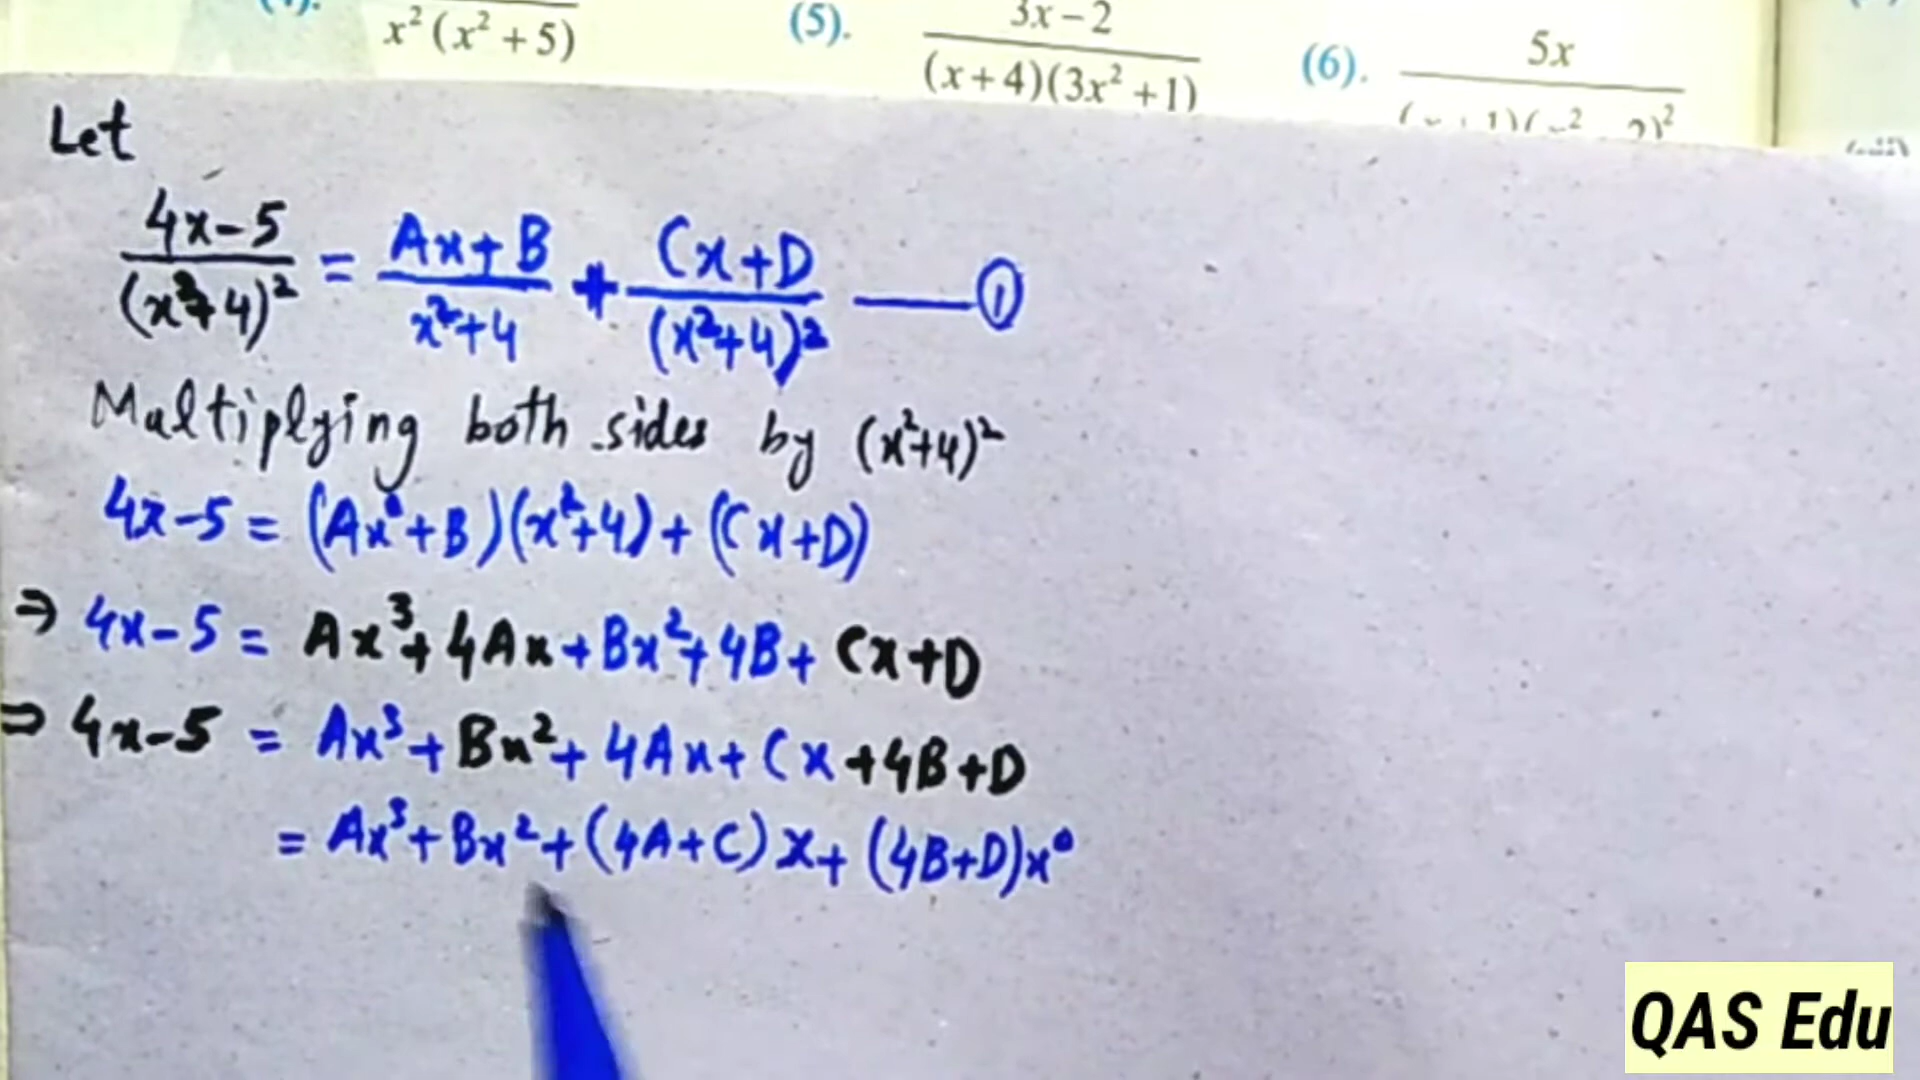 x² (x² + 5)
(5). 3x – 2
(x + 4)(3x² + 1)
(6). 5x
Let
4x-5/(x²+4)² = Ax+B/x²+4 + Cx+D/(x²+4)² —— ①
Multiplying both sides by (x²+4)²
4x-5 = (Ax+B)(x²+4)+(Cx+D)
⇒ 4x-5 = Ax³+4Ax+Bx²+4B+Cx+D
⇒ 4x-5 = Ax³+Bx²+4Ax+Cx+4B+D
= Ax³+Bx²+(4A+C)x+(4B+D)x⁰
QAS Edu